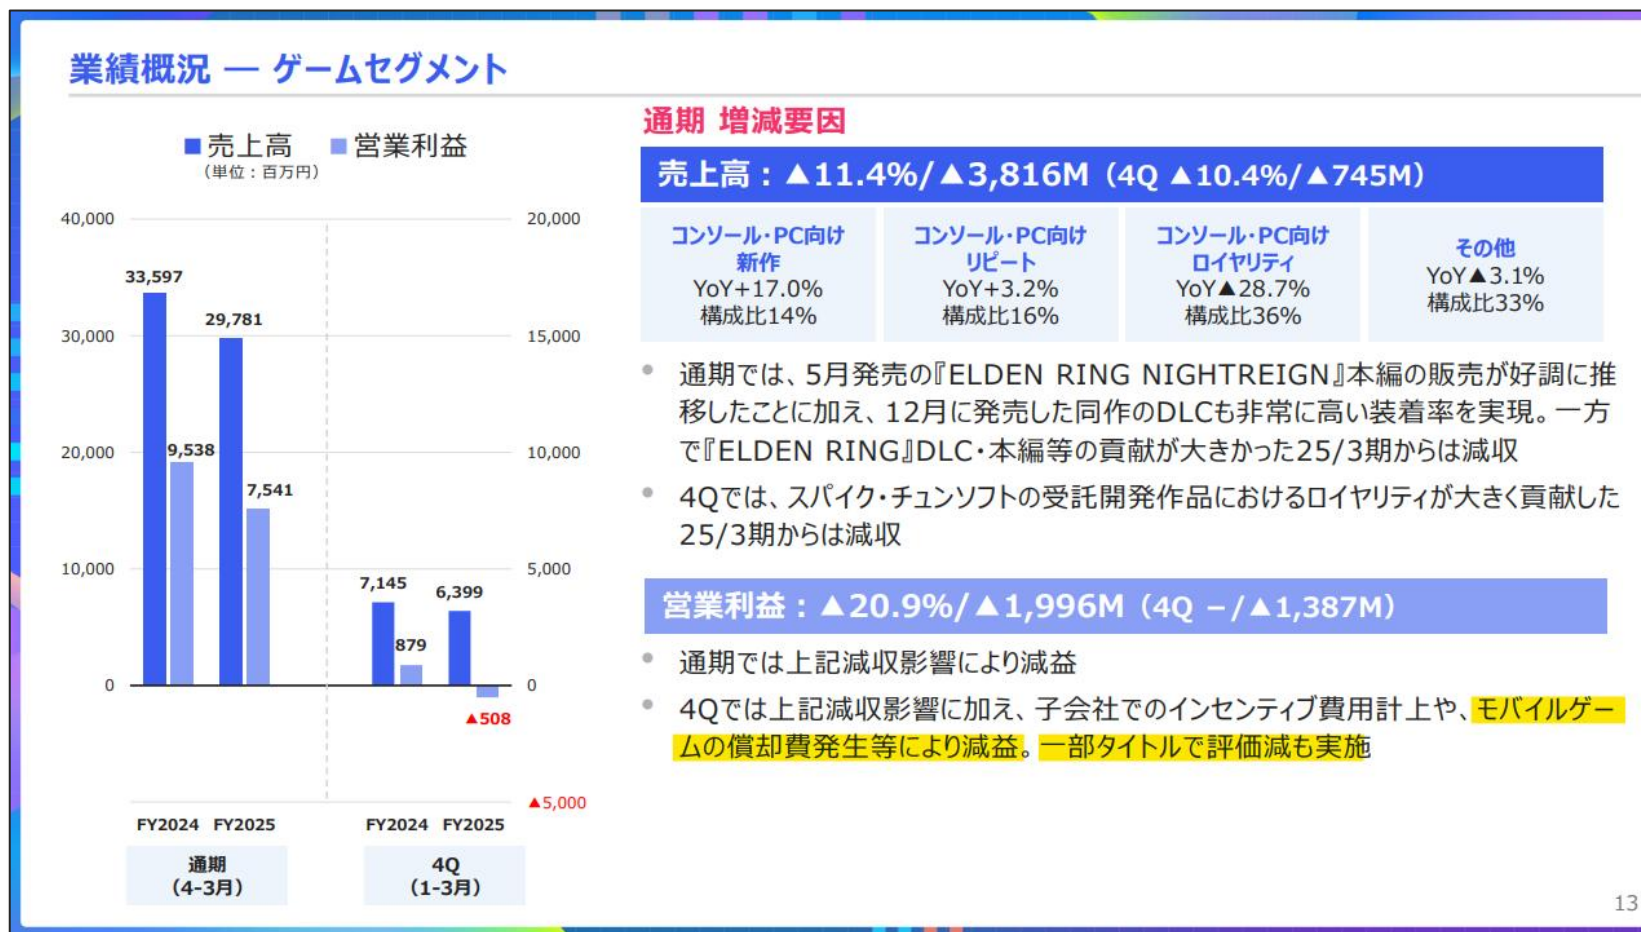 業績概況 ― ゲームセグメント
■売上高 ■営業利益
（単位：百万円）
40,000
30,000
20,000
10,000
0
20,000
15,000
10,000
5,000
0
▲5,000
33,597
9,538
29,781
7,541
7,145
879
6,399
▲508
FY2024 FY2025
FY2024 FY2025
通期
（4-3月）
4Q
（1-3月）
通期 増減要因
売上高：▲11.4%/▲3,816M（4Q ▲10.4%/▲745M）
コンソール・PC向け
新作
YoY+17.0%
構成比14%
コンソール・PC向け
リピート
YoY+3.2%
構成比16%
コンソール・PC向け
ロイヤリティ
YoY▲28.7%
構成比36%
その他
YoY▲3.1%
構成比33%
• 通期では、5月発売の『ELDEN RING NIGHTREIGN』本編の販売が好調に推
移したことに加え、12月に発売した同作のDLCも非常に高い装着率を実現。一方
で『ELDEN RING』DLC・本編等の貢献が大きかった25/3期からは減収
• 4Qでは、スパイク・チュンソフトの受託開発作品におけるロイヤリティが大きく貢献した
25/3期からは減収
営業利益：▲20.9%/▲1,996M（4Q －/▲1,387M）
• 通期では上記減収影響により減益
• 4Qでは上記減収影響に加え、子会社でのインセンティブ費用計上や、モバイルゲー
ムの償却費発生等により減益。一部タイトルで評価減も実施
13